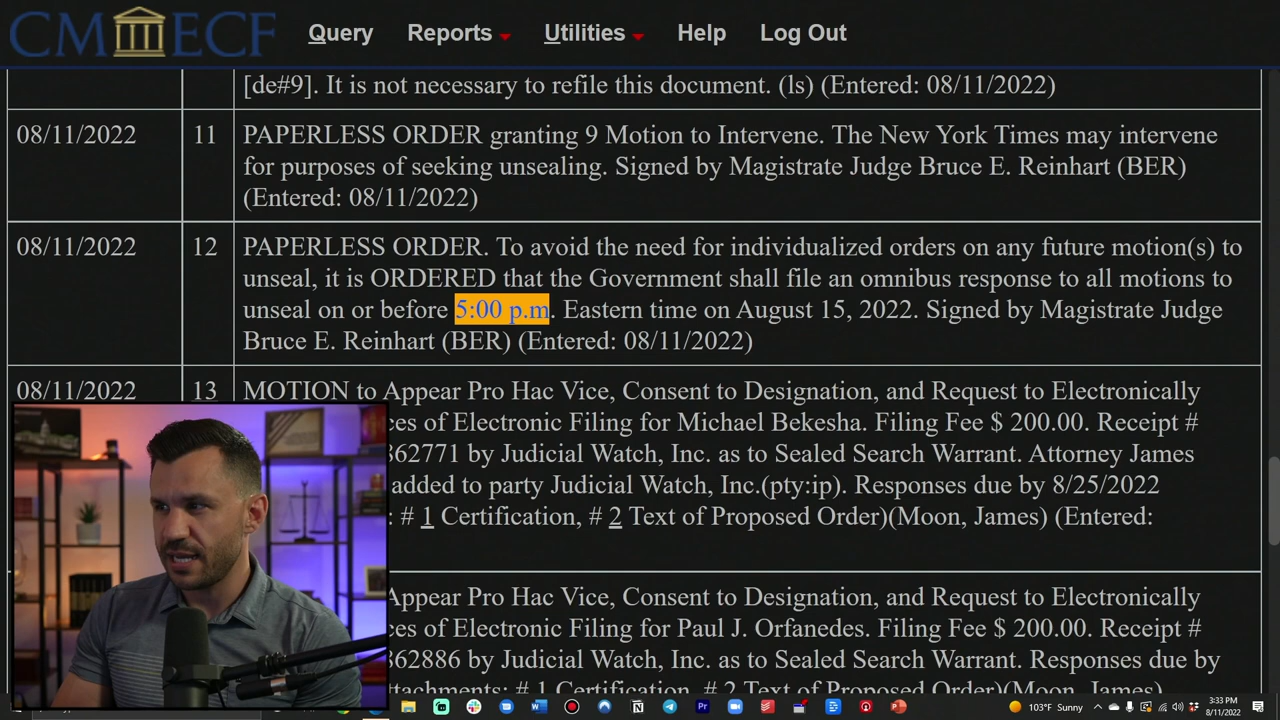 CM ECF
Query Reports Utilities Help Log Out
[de#9]. It is not necessary to refile this document. (ls) (Entered: 08/11/2022)
08/11/2022 11 PAPERLESS ORDER granting 9 Motion to Intervene. The New York Times may intervene
for purposes of seeking unsealing. Signed by Magistrate Judge Bruce E. Reinhart (BER)
(Entered: 08/11/2022)
08/11/2022 12 PAPERLESS ORDER. To avoid the need for individualized orders on any future motion(s) to
unseal, it is ORDERED that the Government shall file an omnibus response to all motions to
unseal on or before 5:00 p.m. Eastern time on August 15, 2022. Signed by Magistrate Judge
Bruce E. Reinhart (BER) (Entered: 08/11/2022)
08/11/2022 13 MOTION to Appear Pro Hac Vice, Consent to Designation, and Request to Electronically
of Electronic Filing for Michael Bekesha. Filing Fee $ 200.00. Receipt #
862771 by Judicial Watch, Inc. as to Sealed Search Warrant. Attorney James
added to party Judicial Watch, Inc.(pty:ip). Responses due by 8/25/2022
: # 1 Certification, # 2 Text of Proposed Order)(Moon, James) (Entered:
Appear Pro Hac Vice, Consent to Designation, and Request to Electronically
of Electronic Filing for Paul J. Orfanedes. Filing Fee $ 200.00. Receipt #
862886 by Judicial Watch, Inc. as to Sealed Search Warrant. Responses due by
# 1 Certification, # 2 Text of Proposed Order)(Moon, James)
103°F Sunny 3:33 PM
8/11/2022